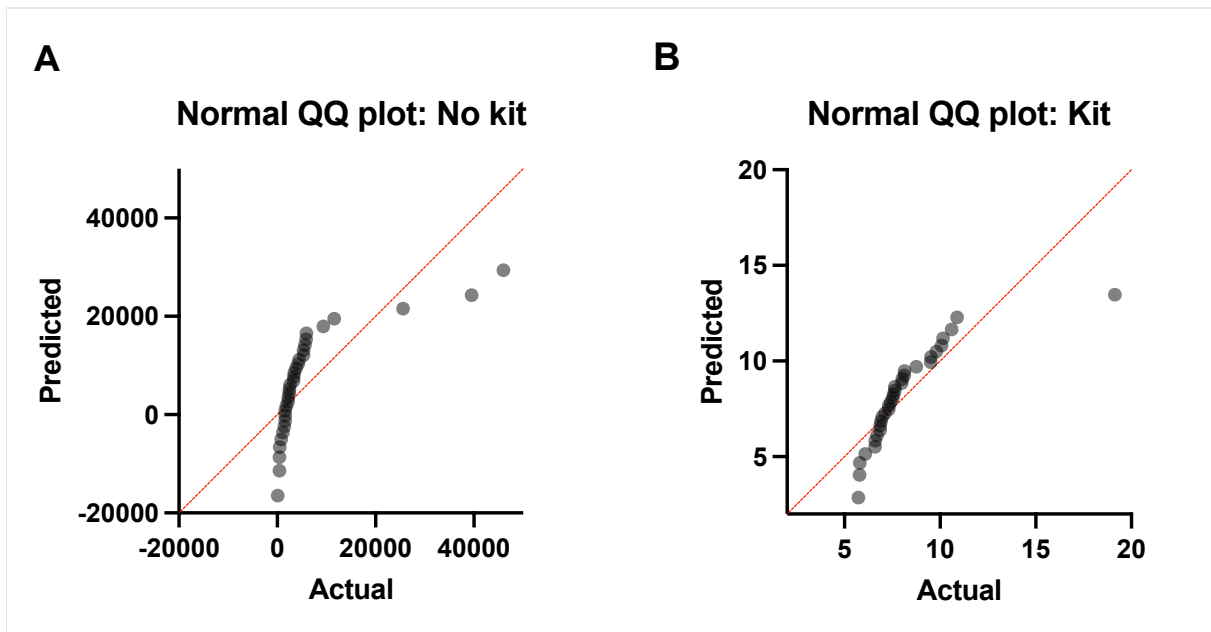 A
B
Normal QQ plot: No kit
Normal QQ plot: Kit
40000
20000
0
-20000
Predicted
-20000
0
20000
40000
Actual
20
15
10
5
Predicted
5
10
15
20
Actual